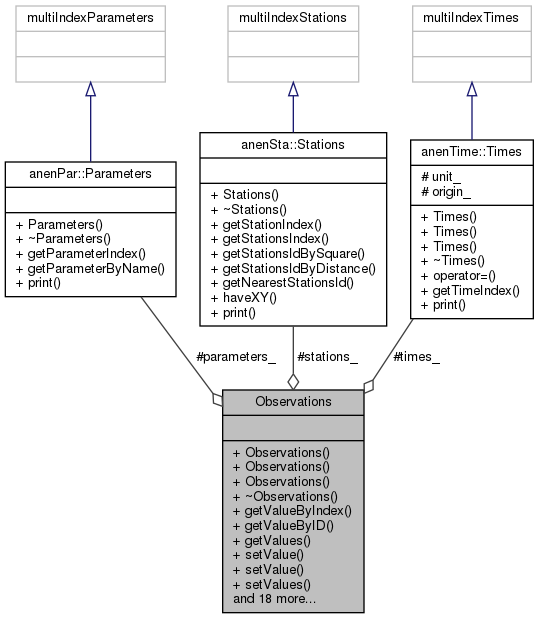 multiIndexParameters
multiIndexStations
multiIndexTimes
anenPar::Parameters
+ Parameters()
+ ~Parameters()
+ getParameterIndex()
+ getParameterByName()
+ print()
anenSta::Stations
+ Stations()
+ ~Stations()
+ getStationIndex()
+ getStationsIndex()
+ getStationsIdBySquare()
+ getStationsIdByDistance()
+ getNearestStationsId()
+ haveXY()
+ print()
anenTime::Times
# unit_
# origin_
+ Times()
+ Times()
+ Times()
+ ~Times()
+ operator=()
+ getTimeIndex()
+ print()
#parameters_
#stations_
#times_
Observations
+ Observations()
+ Observations()
+ Observations()
+ ~Observations()
+ getValueByIndex()
+ getValueByID()
+ getValues()
+ setValue()
+ setValue()
+ setValues()
and 18 more...